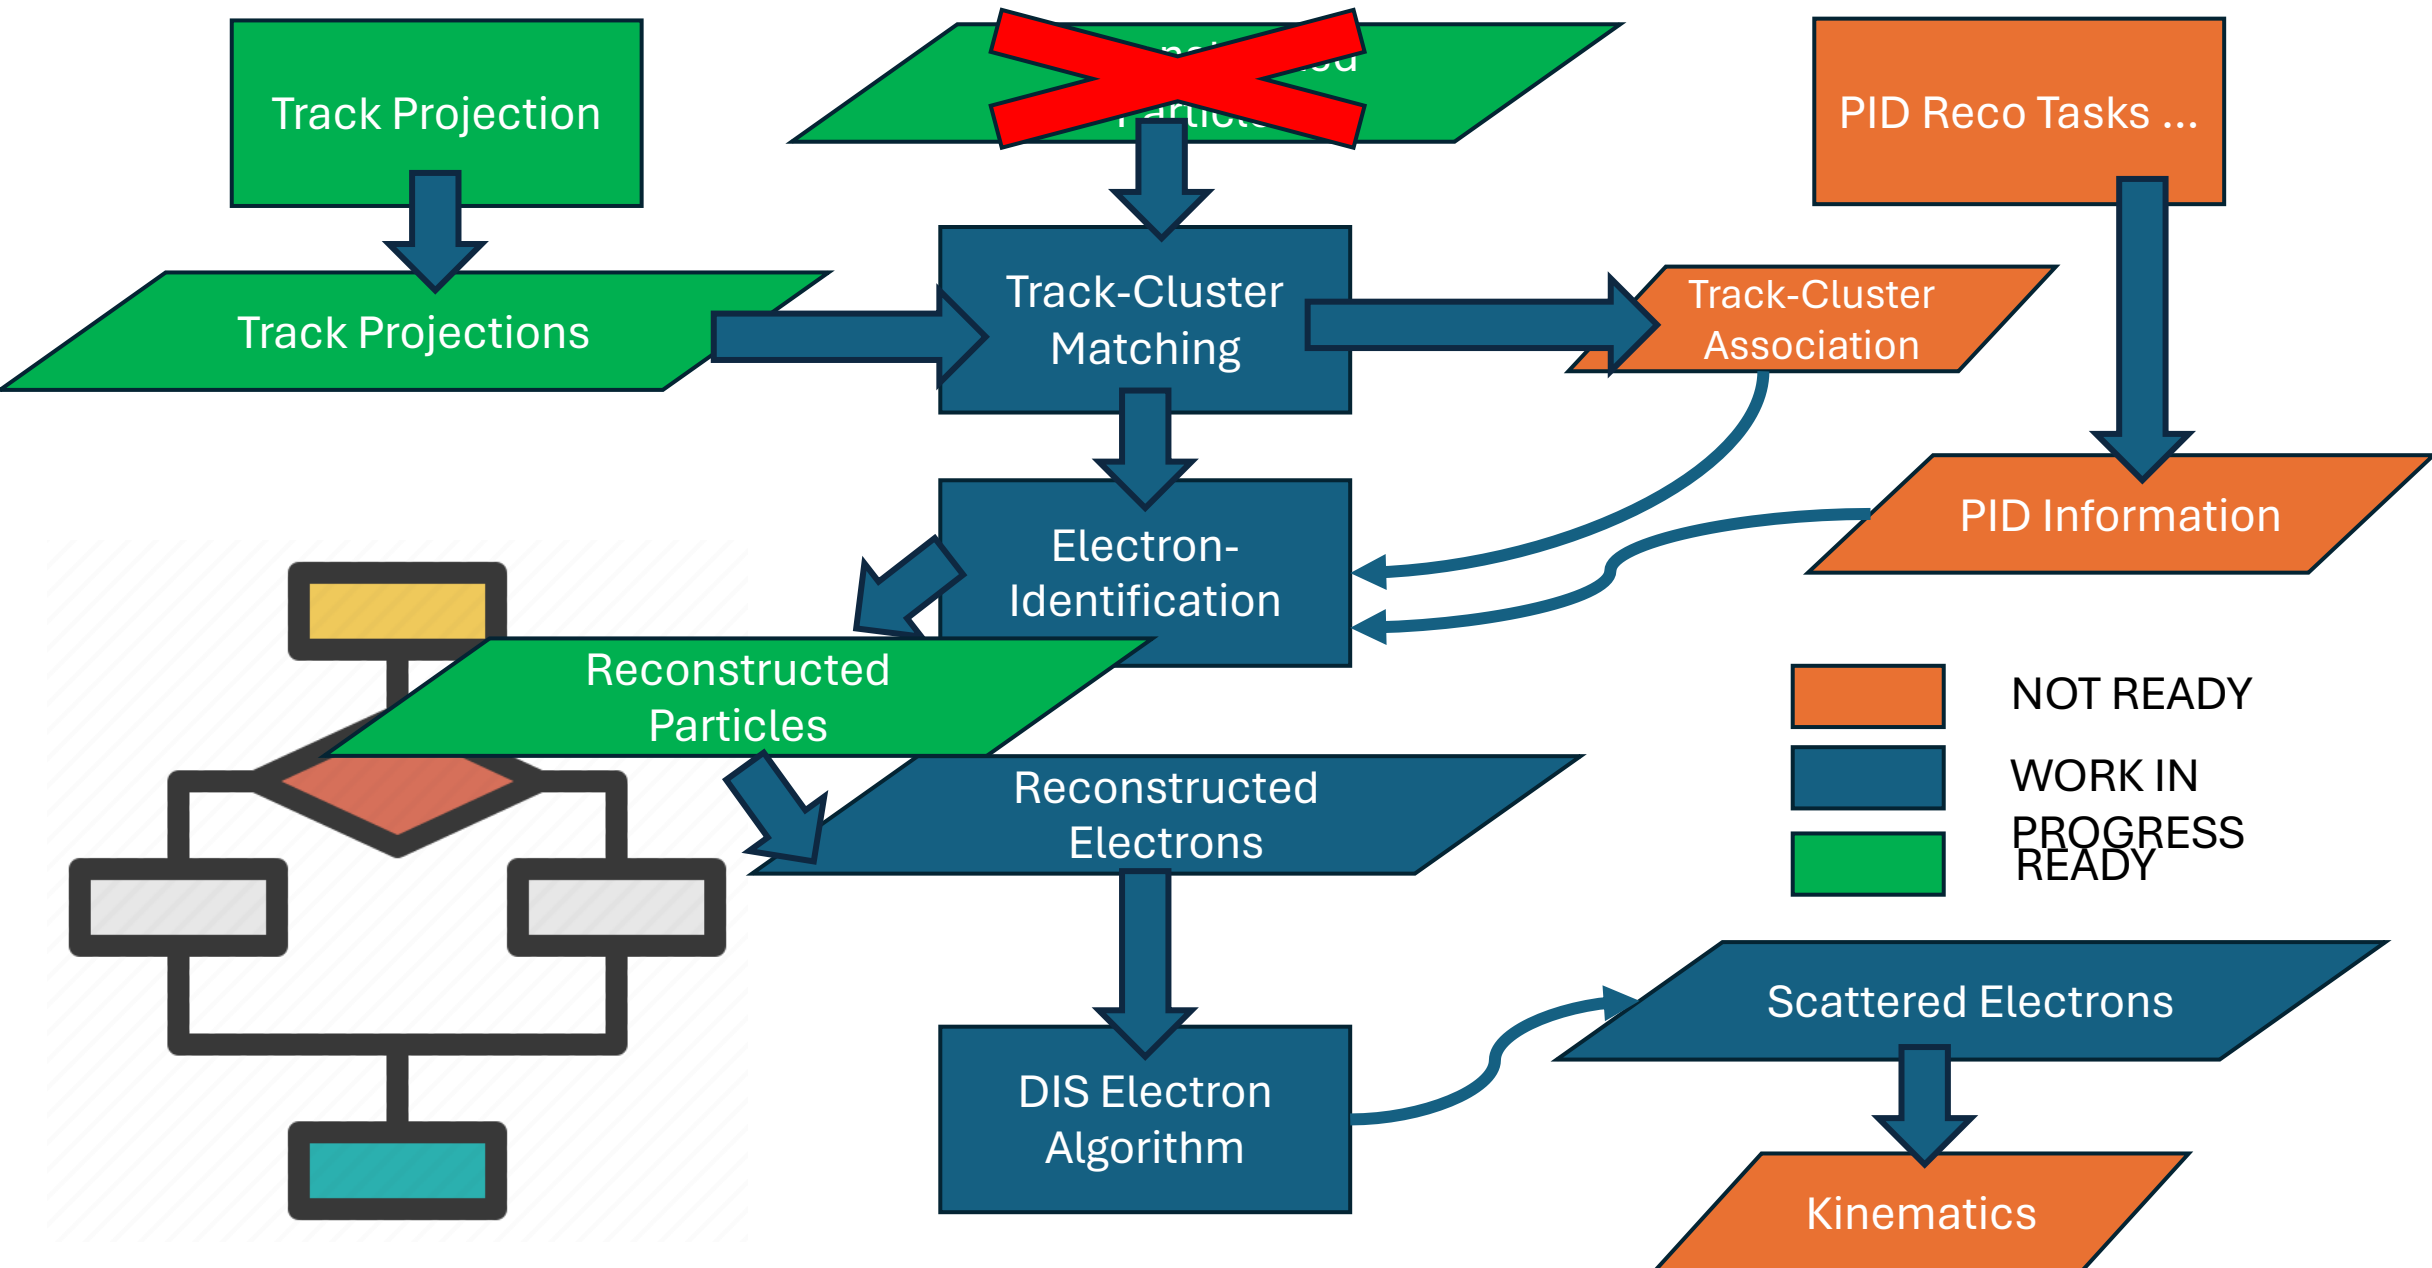 Track Projection
PID Reco Tasks ...
Track Projections
Track-Cluster
Matching
Track-Cluster
Association
Electron-
Identification
PID Information
Reconstructed
Particles
NOT READY
WORK IN
PROGRESS
READY
Reconstructed
Electrons
Scattered Electrons
DIS Electron
Algorithm
Kinematics